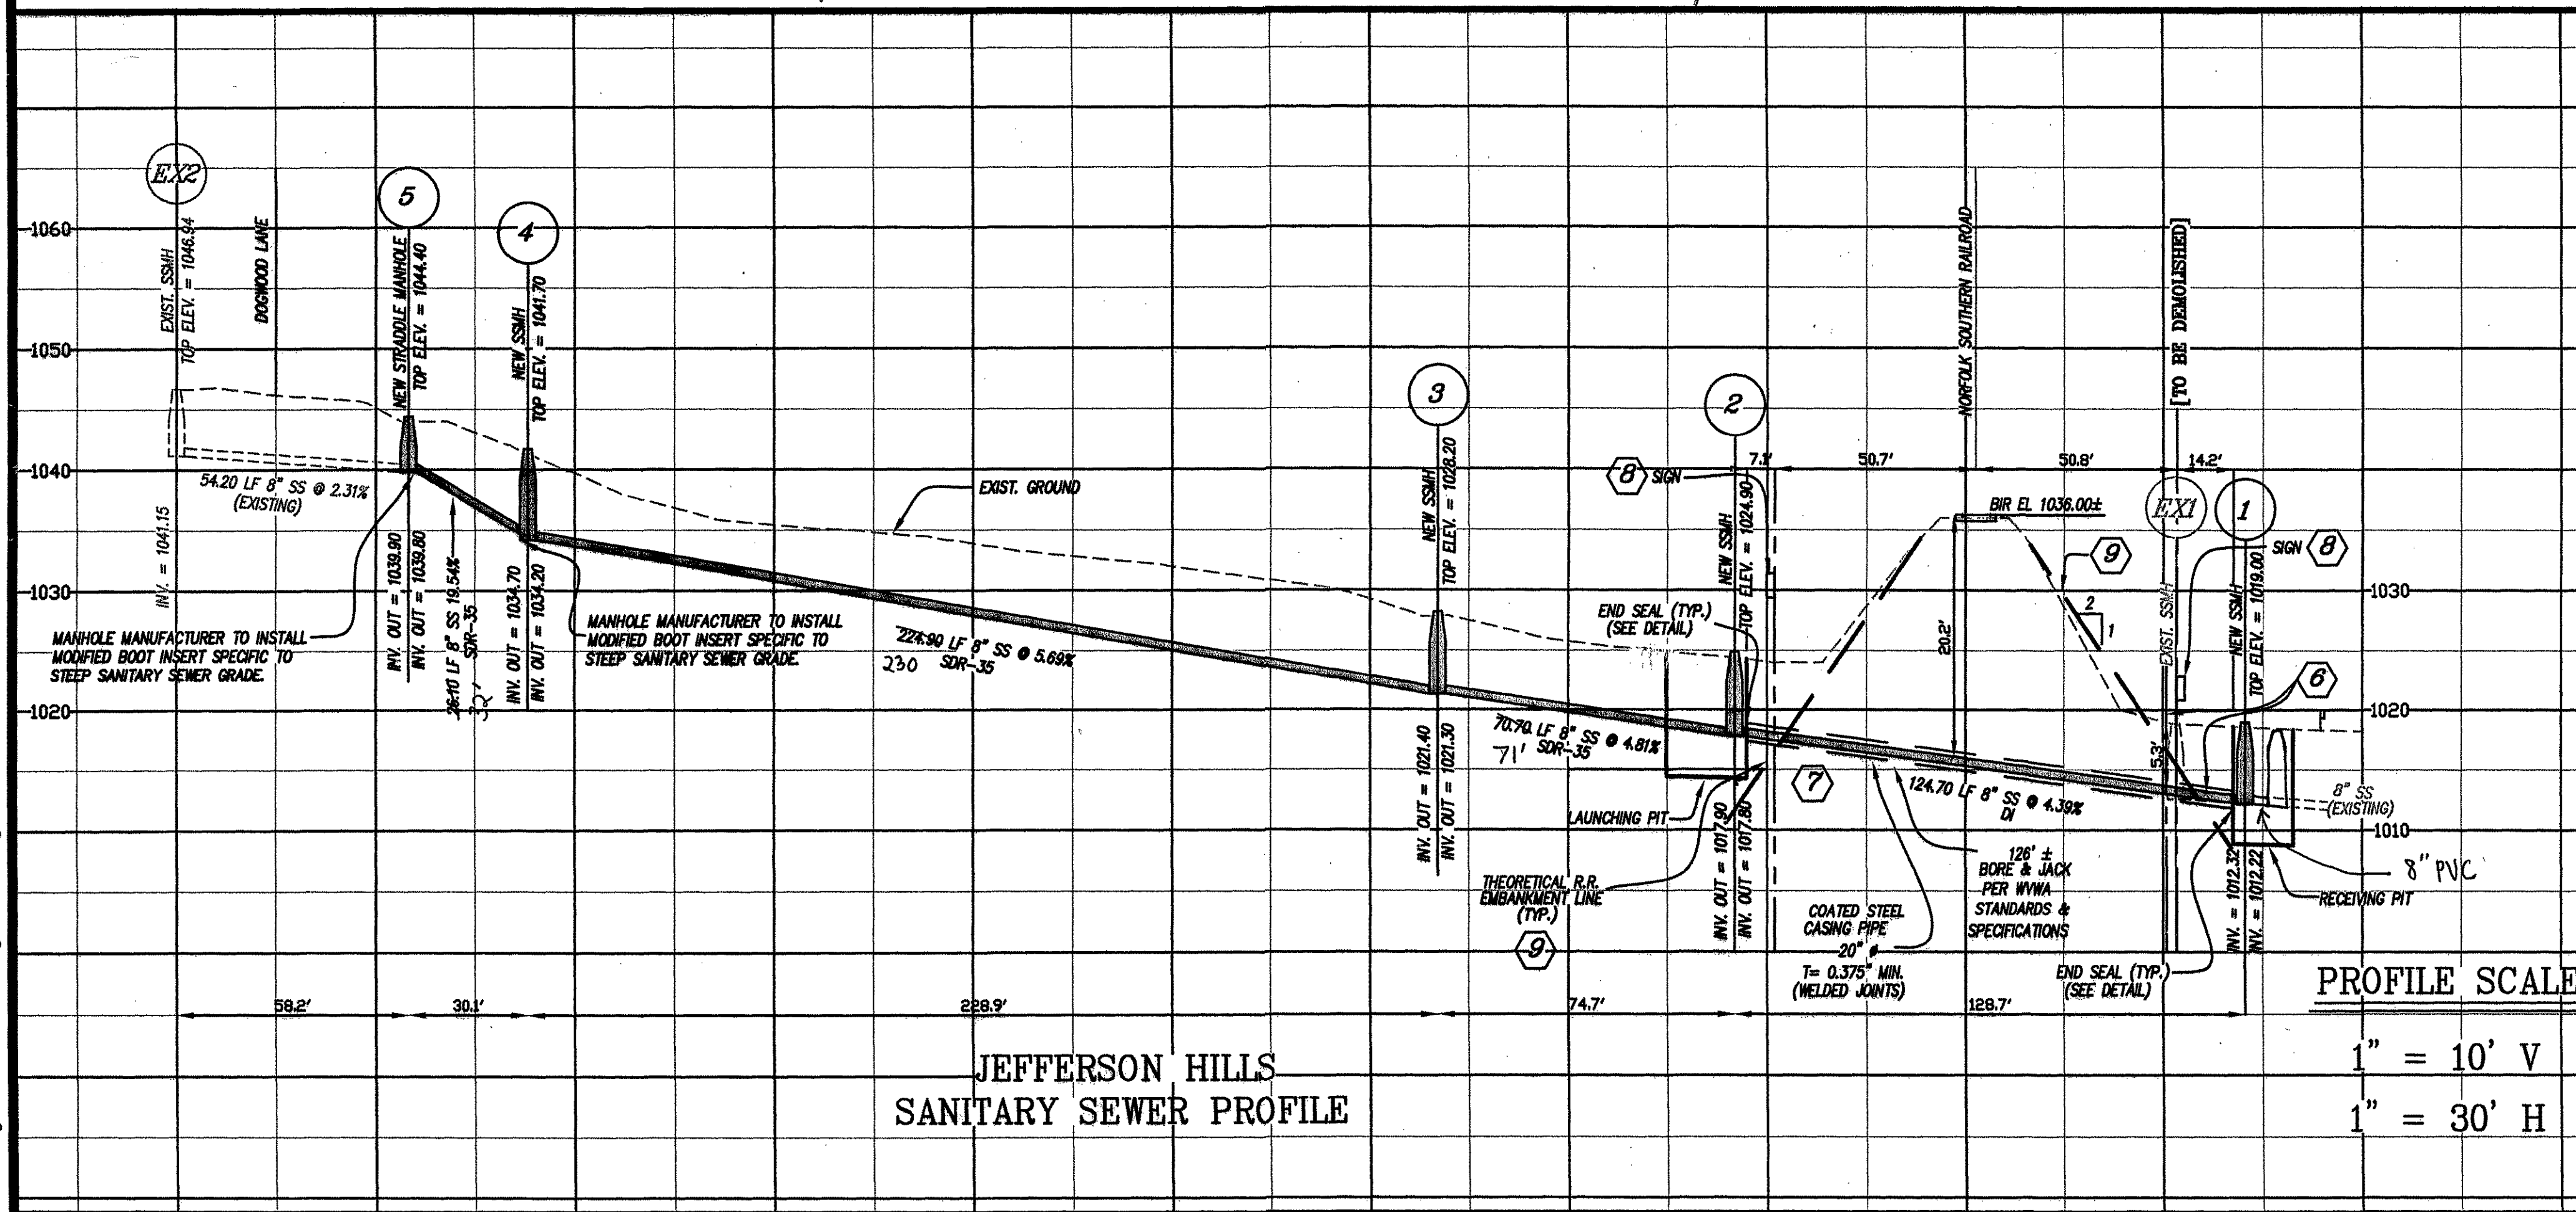 EX2
EXIST. SSMH
TOP ELEV. = 1046.94
INV. = 1041.15
DOGWOOD LANE
54.20 LF 8" SS @ 2.31%
(EXISTING)
5
NEW STRADDLE MANHOLE
TOP ELEV. = 1044.40
INV. OUT = 1039.90
INV. OUT = 1039.80
MANHOLE MANUFACTURER TO INSTALL
MODIFIED BOOT INSERT SPECIFIC TO
STEEP SANITARY SEWER GRADE.
26.10 LF 8" SS 19.54%
SDR-35
32'
4
NEW SSMH
TOP ELEV. = 1041.70
INV. OUT = 1034.70
INV. OUT = 1034.20
MANHOLE MANUFACTURER TO INSTALL
MODIFIED BOOT INSERT SPECIFIC TO
STEEP SANITARY SEWER GRADE.
EXIST. GROUND
224.90 LF 8" SS @ 5.69%
230 SDR-35
3
NEW SSMH
TOP ELEV. = 1028.20
INV. OUT = 1021.40
INV. OUT = 1021.30
70.70 LF 8" SS @ 4.81%
71' SDR-35
2
NEW SSMH
TOP ELEV. = 1024.90
INV. OUT = 1017.90
INV. OUT = 1017.80
8 SIGN
END SEAL (TYP.)
(SEE DETAIL)
LAUNCHING PIT
THEORETICAL R.R.
EMBANKMENT LINE
(TYP.)
9
7
7.1'
50.7'
50.8'
14.2'
NORFOLK SOUTHERN RAILROAD
BIR EL 1036.00±
20.2'
9
2
1
124.70 LF 8" SS @ 4.39%
DI
COATED STEEL
CASING PIPE
20" ø
T= 0.375" MIN.
(WELDED JOINTS)
126' ±
BORE & JACK
PER WVWA
STANDARDS &
SPECIFICATIONS
[TO BE DEMOLISHED]
EX1
EXIST. SSMH
5.3'
1
NEW SSMH
TOP ELEV. = 1019.00
INV. = 1012.32
INV. = 1012.22
SIGN 8
6
8" SS
(EXISTING)
8" PVC
RECEIVING PIT
END SEAL (TYP.)
(SEE DETAIL)
1060
1050
1040
1030
1020
1030
1020
1010
58.2'
30.1'
228.9'
74.7'
128.7'
JEFFERSON HILLS
SANITARY SEWER PROFILE
PROFILE SCALE
1" = 10' V
1" = 30' H